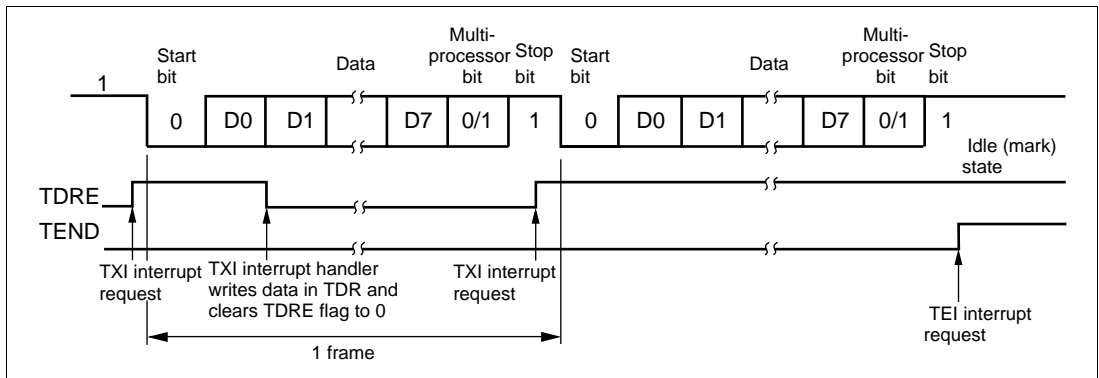 Start bit
Data
Multi-processor bit
Stop bit
Start bit
Data
Multi-processor bit
Stop bit
1
0 D0 D1 D7 0/1 1 0 D0 D1 D7 0/1 1
Idle (mark) state
TDRE
TEND
TXI interrupt request
TXI interrupt handler writes data in TDR and clears TDRE flag to 0
TXI interrupt request
TEI interrupt request
1 frame